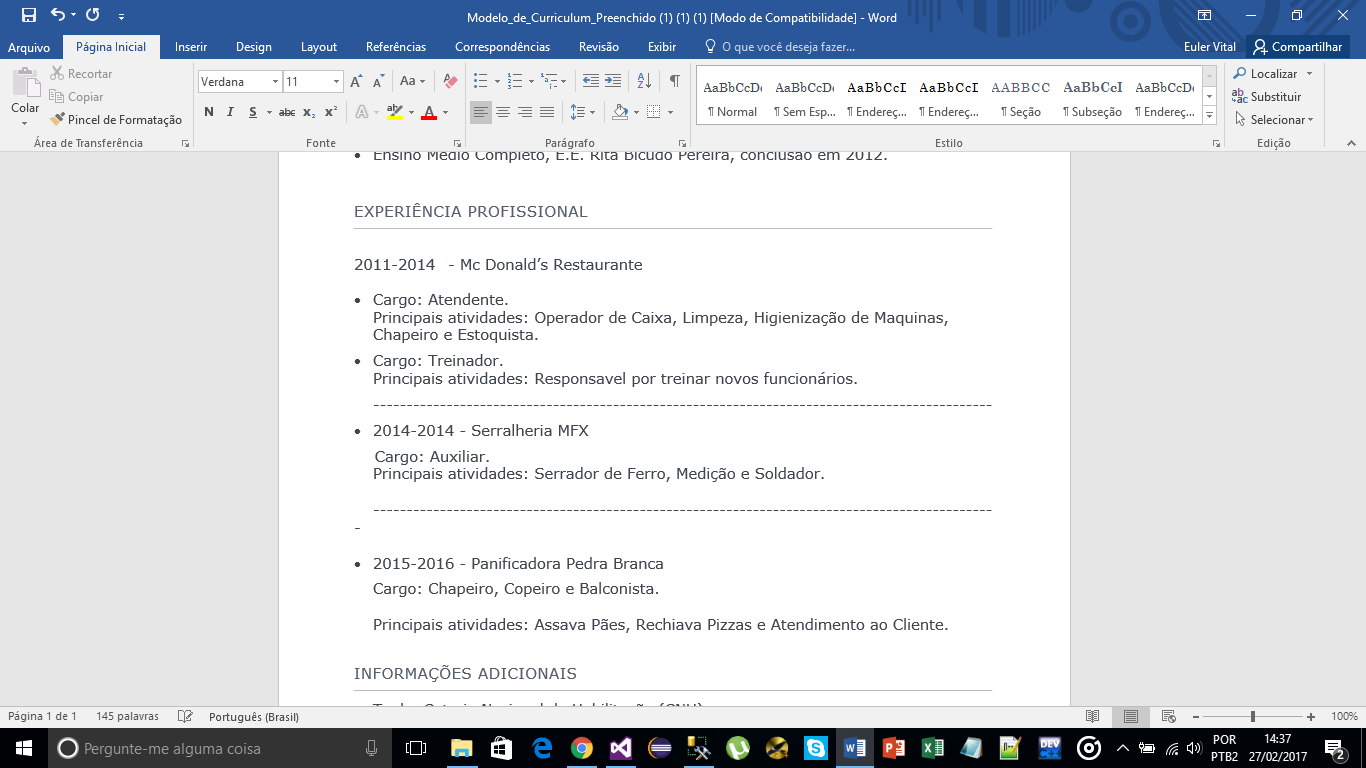 Modelo_de_Curriculum_Preenchido (1) (1) (1) [Modo de Compatibilidade] - Word
Arquivo Página Inicial Inserir Design Layout Referências Correspondências Revisão Exibir O que você deseja fazer... Euler Vital Compartilhar
Colar
Recortar
Copiar
Pincel de Formatação
Área de Transferência
Verdana 11
N I S abc x₂ x²
Fonte
Parágrafo
AaBbCcDc AaBbCcDc AaBbCcI AaBbCcI AABBCC AaBbCcI AaBbCcDc
¶ Normal ¶ Sem Esp... ¶ Endereç... ¶ Endereç... ¶ Seção ¶ Subseção ¶ Endereç...
Estilo
Localizar
Substituir
Selecionar
Edição
• Ensino Médio Completo, E.E. Rita Bicudo Pereira, conclusão em 2012.
EXPERIÊNCIA PROFISSIONAL
2011-2014 - Mc Donald’s Restaurante
• Cargo: Atendente.
Principais atividades: Operador de Caixa, Limpeza, Higienização de Maquinas,
Chapeiro e Estoquista.
• Cargo: Treinador.
Principais atividades: Responsavel por treinar novos funcionários.
--------------------------------------------------------------------------------------------
• 2014-2014 - Serralheria MFX
Cargo: Auxiliar.
Principais atividades: Serrador de Ferro, Medição e Soldador.
--------------------------------------------------------------------------------------------
-
• 2015-2016 - Panificadora Pedra Branca
Cargo: Chapeiro, Copeiro e Balconista.
Principais atividades: Assava Pães, Rechiava Pizzas e Atendimento ao Cliente.
INFORMAÇÕES ADICIONAIS
Página 1 de 1 145 palavras Português (Brasil) 100%
Pergunte-me alguma coisa
POR
PTB2
14:37
27/02/2017
2